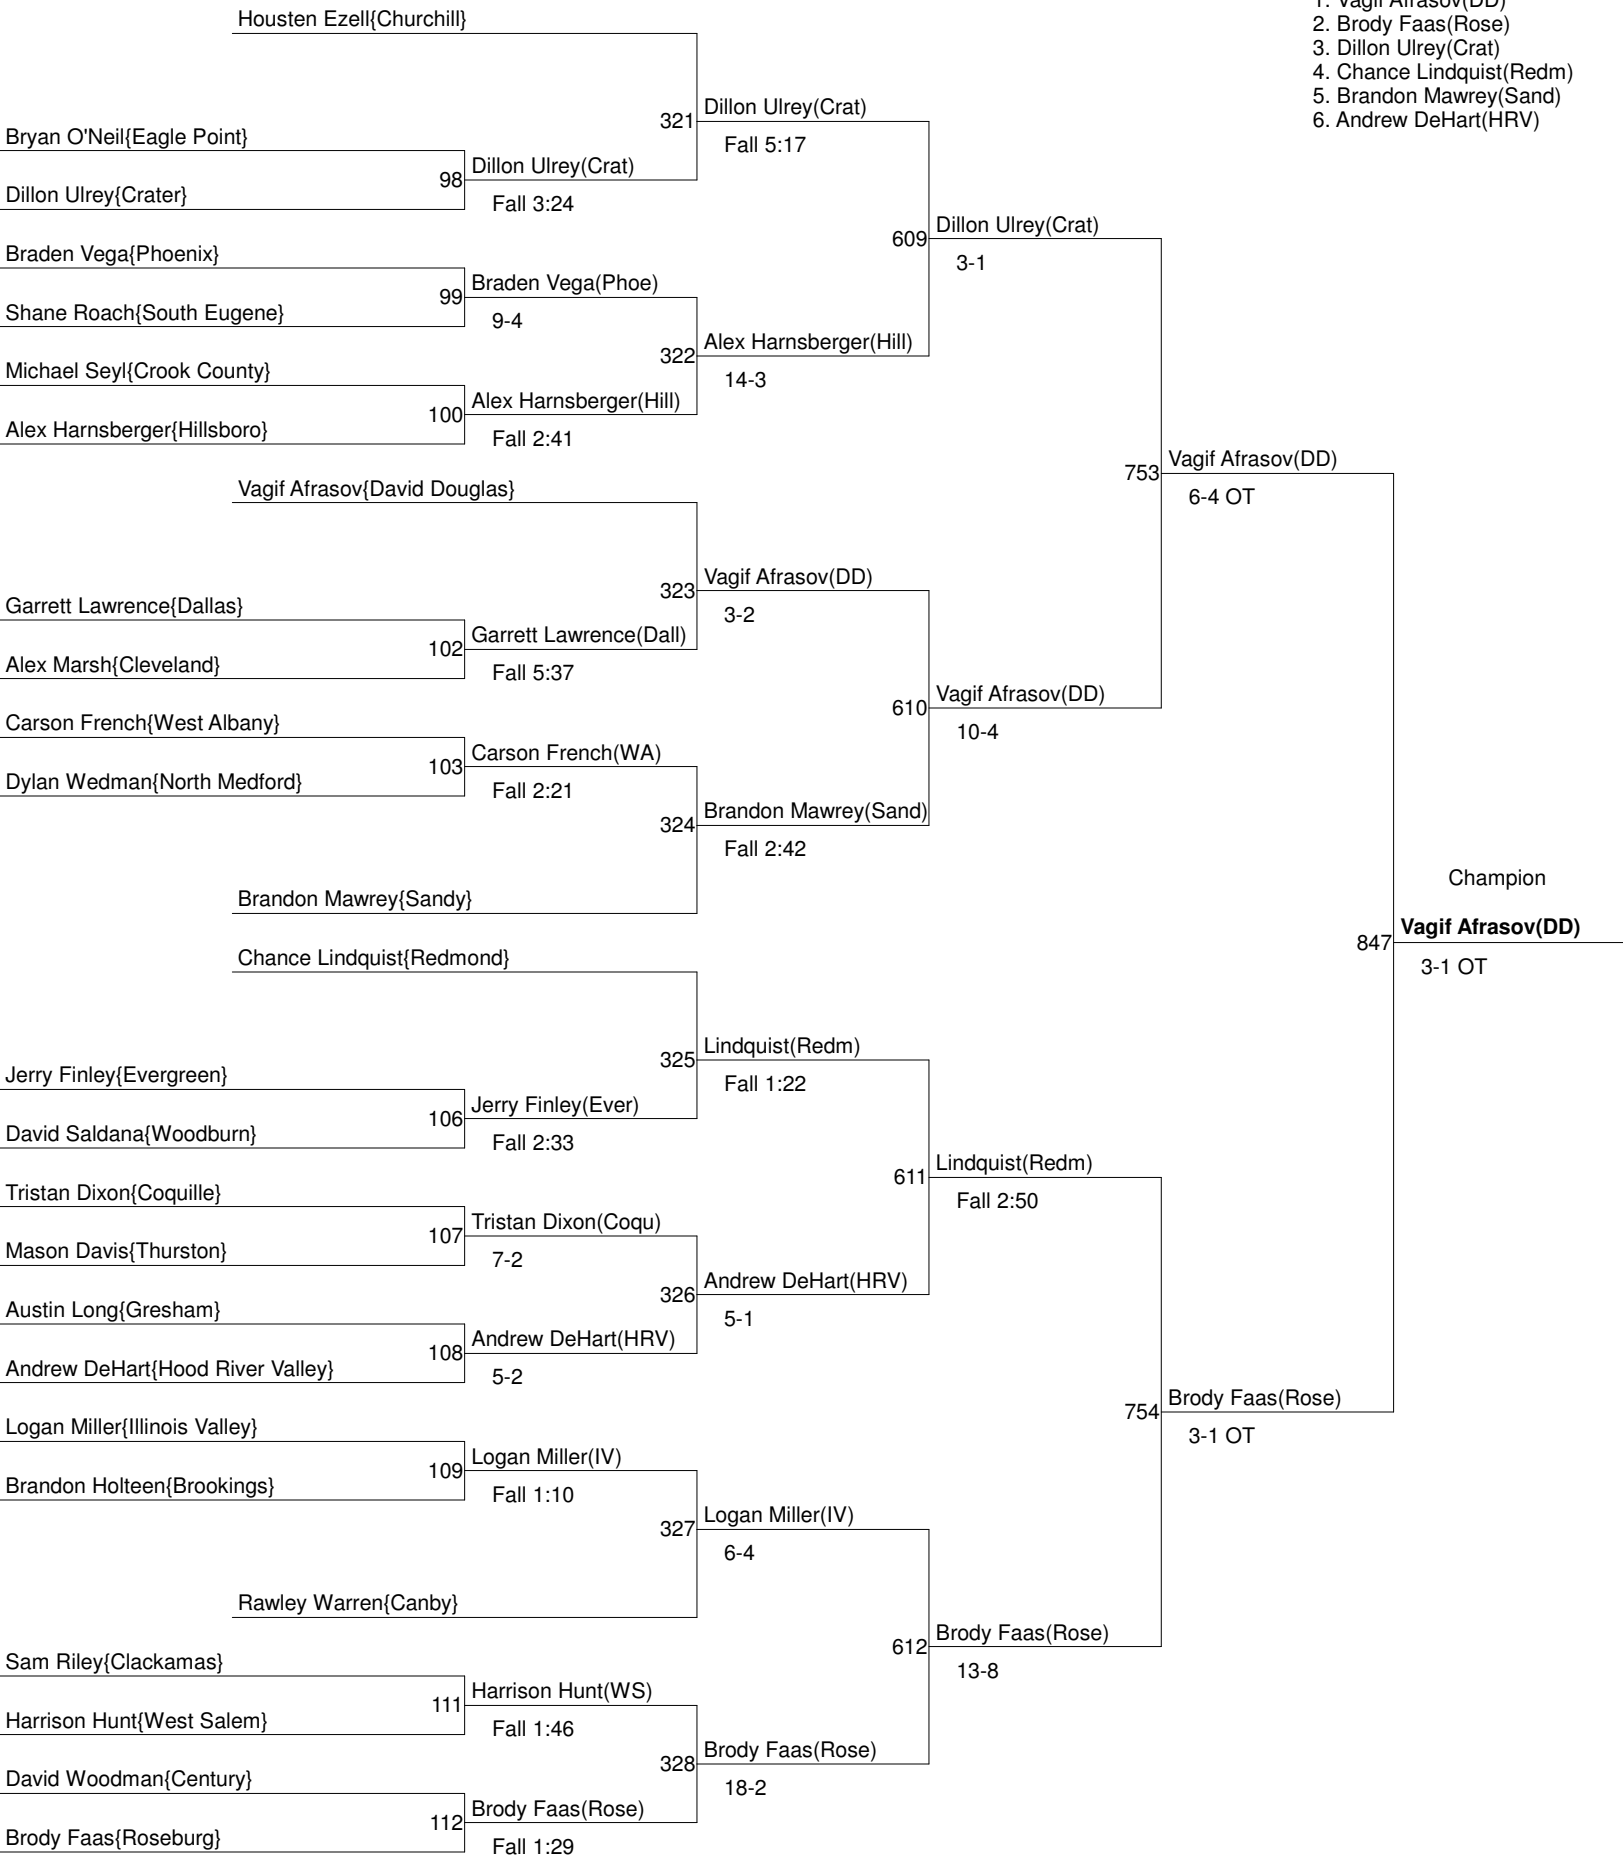 1. Vagif Afrasov(DD)
2. Brody Faas(Rose)
3. Dillon Ulrey(Crat)
4. Chance Lindquist(Redm)
5. Brandon Mawrey(Sand)
6. Andrew DeHart(HRV)
Housten Ezell{Churchill}
321 Dillon Ulrey(Crat)
Fall 5:17
Bryan O'Neil{Eagle Point}
98 Dillon Ulrey(Crat)
Dillon Ulrey{Crater}
Fall 3:24
609 Dillon Ulrey(Crat)
3-1
Braden Vega{Phoenix}
99 Braden Vega(Phoe)
Shane Roach{South Eugene}
9-4
322 Alex Harnsberger(Hill)
14-3
Michael Seyl{Crook County}
100 Alex Harnsberger(Hill)
Alex Harnsberger{Hillsboro}
Fall 2:41
753 Vagif Afrasov(DD)
6-4 OT
Vagif Afrasov{David Douglas}
323 Vagif Afrasov(DD)
3-2
Garrett Lawrence{Dallas}
102 Garrett Lawrence(Dall)
Alex Marsh{Cleveland}
Fall 5:37
610 Vagif Afrasov(DD)
10-4
Carson French{West Albany}
103 Carson French(WA)
Dylan Wedman{North Medford}
Fall 2:21
324 Brandon Mawrey(Sand)
Fall 2:42
Brandon Mawrey{Sandy}
Champion
847 Vagif Afrasov(DD)
3-1 OT
Chance Lindquist{Redmond}
325 Lindquist(Redm)
Fall 1:22
Jerry Finley{Evergreen}
106 Jerry Finley(Ever)
David Saldana{Woodburn}
Fall 2:33
611 Lindquist(Redm)
Fall 2:50
Tristan Dixon{Coquille}
107 Tristan Dixon(Coqu)
Mason Davis{Thurston}
7-2
326 Andrew DeHart(HRV)
5-1
Austin Long{Gresham}
108 Andrew DeHart(HRV)
Andrew DeHart{Hood River Valley}
5-2
754 Brody Faas(Rose)
3-1 OT
Logan Miller{Illinois Valley}
109 Logan Miller(IV)
Brandon Holteen{Brookings}
Fall 1:10
327 Logan Miller(IV)
6-4
Rawley Warren{Canby}
612 Brody Faas(Rose)
13-8
Sam Riley{Clackamas}
111 Harrison Hunt(WS)
Harrison Hunt{West Salem}
Fall 1:46
328 Brody Faas(Rose)
18-2
David Woodman{Century}
112 Brody Faas(Rose)
Brody Faas{Roseburg}
Fall 1:29